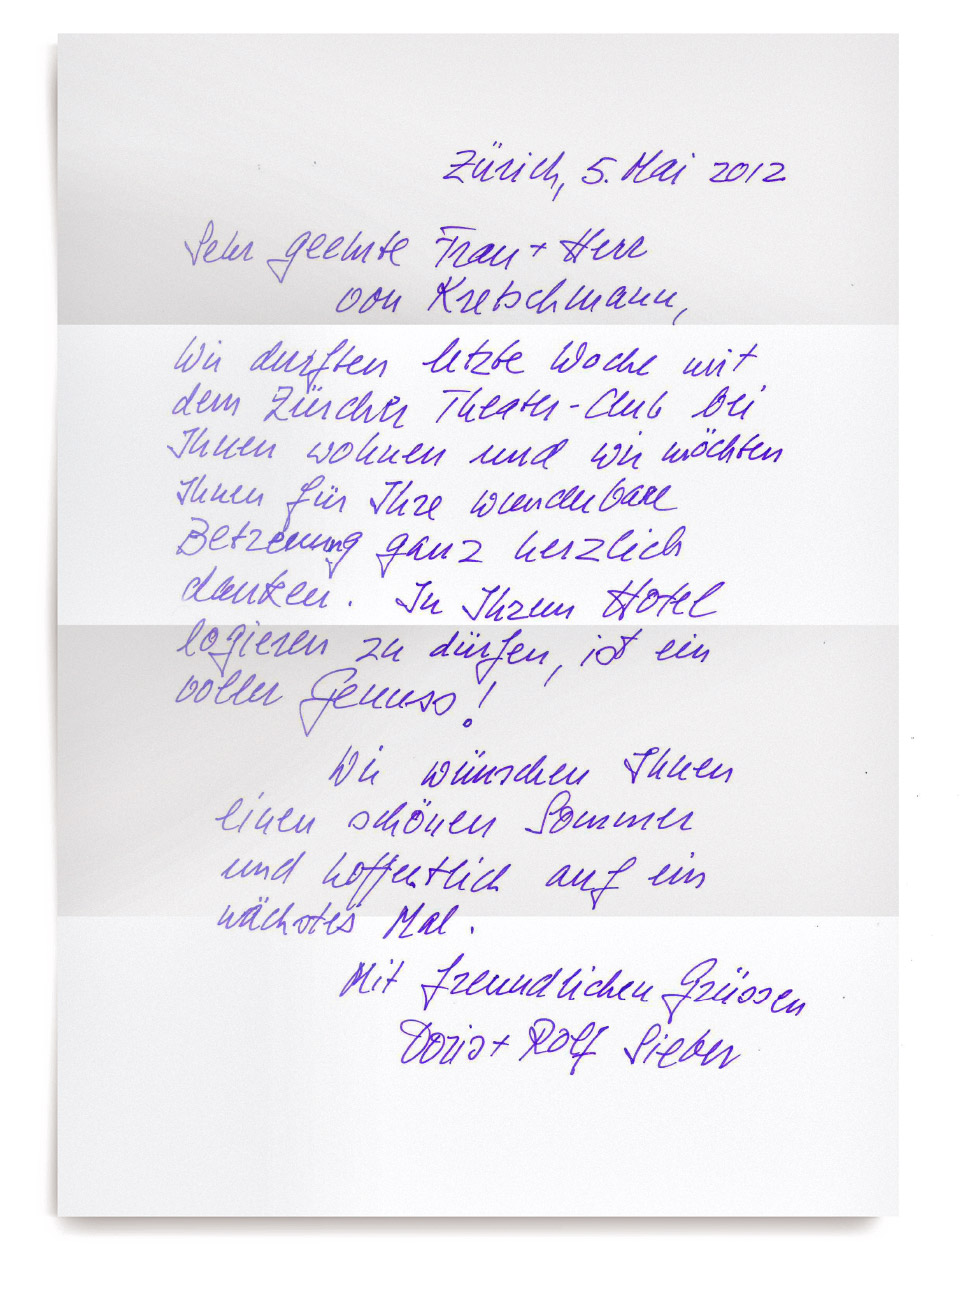 Zürich, 5. Mai 2012
Sehr geehrte Frau + Herr
von Kretschmann,
Wir durften letzte Woche mit
dem Zürcher Theater-Club bei
Ihnen wohnen und wir möchten
Ihnen für Ihre wunderbare
Betreuung ganz herzlich
danken. In Ihrem Hotel
logieren zu dürfen, ist ein
voller Genuss!
Wir wünschen Ihnen
einen schönen Sommer
und hoffentlich auf ein
nächstes Mal.
Mit freundlichen Grüssen
Doris + Rolf Sieber